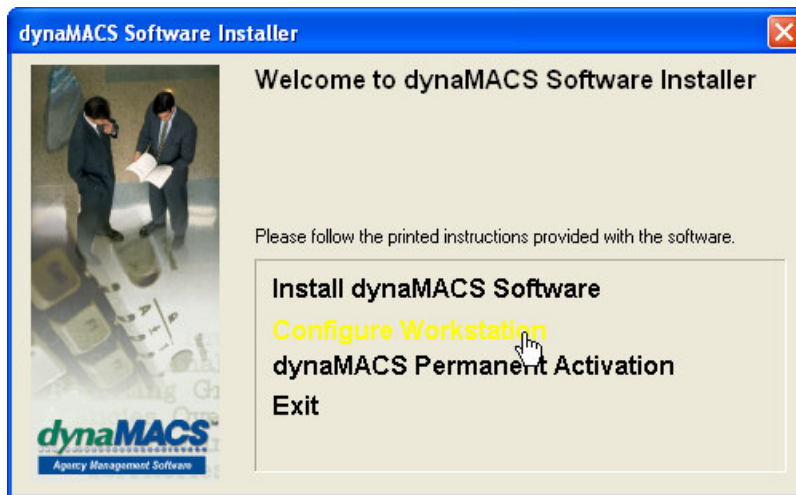 dynaMACS Software Installer
Welcome to dynaMACS Software Installer
Please follow the printed instructions provided with the software.
Install dynaMACS Software
Configure Workstation
dynaMACS Permanent Activation
Exit
dynaMACS
Agency Management Software